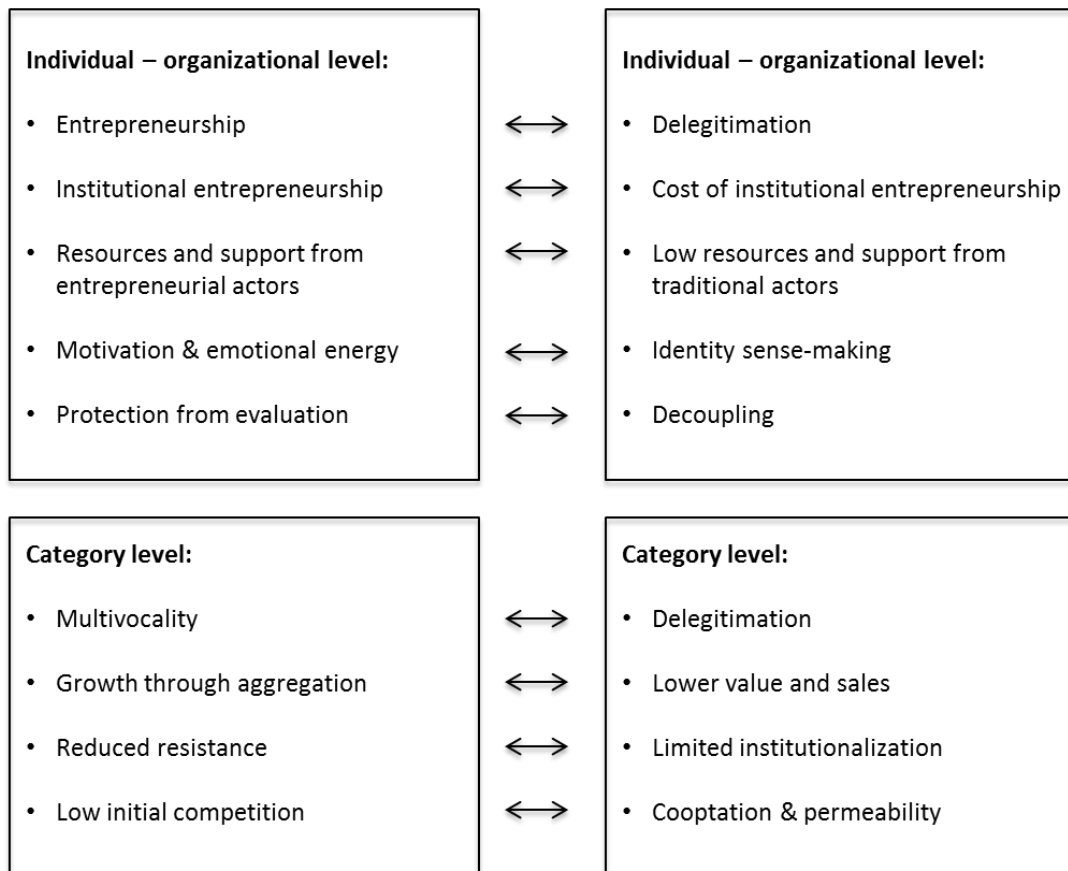 Individual – organizational level:
• Entrepreneurship
• Institutional entrepreneurship
• Resources and support from
entrepreneurial actors
• Motivation & emotional energy
• Protection from evaluation
Individual – organizational level:
• Delegitimation
• Cost of institutional entrepreneurship
• Low resources and support from
traditional actors
• Identity sense-making
• Decoupling
Category level:
• Multivocality
• Growth through aggregation
• Reduced resistance
• Low initial competition
Category level:
• Delegitimation
• Lower value and sales
• Limited institutionalization
• Cooptation & permeability